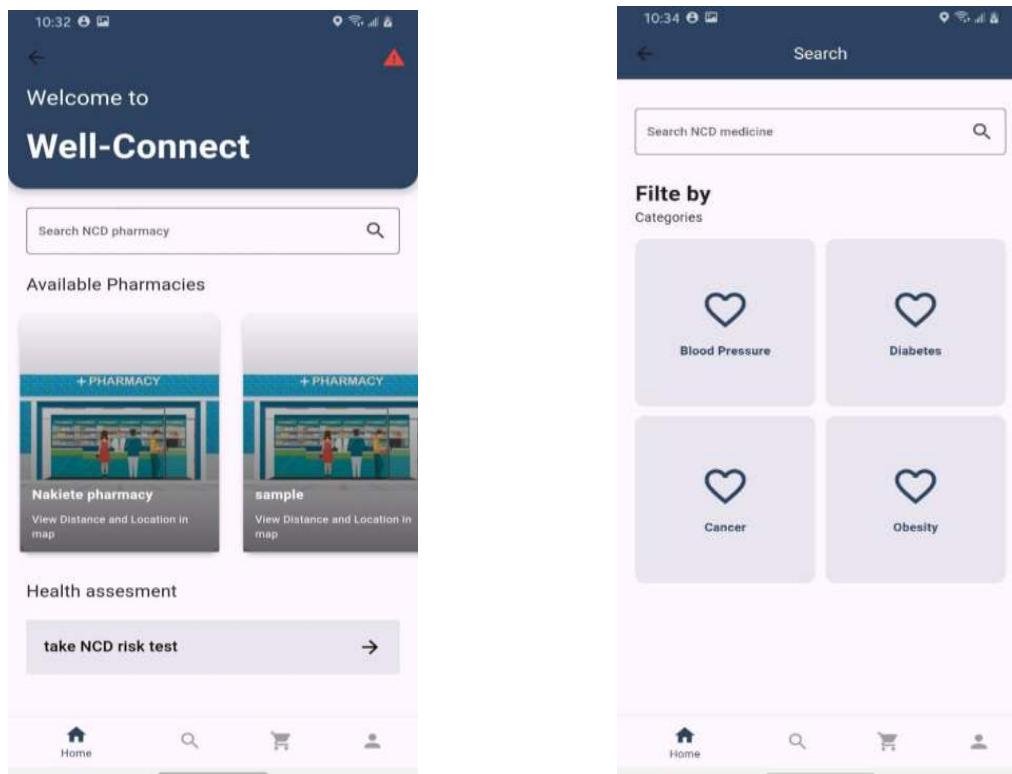 10:32
Welcome to
Well-Connect
Search NCD pharmacy
Available Pharmacies
+ PHARMACY
+ PHARMACY
Nakiete pharmacy
View Distance and Location in
map
sample
View Distance and Location in
map
Health assesment
take NCD risk test
Home
10:34
Search
Search NCD medicine
Filte by
Categories
Blood Pressure
Diabetes
Cancer
Obesity
Home